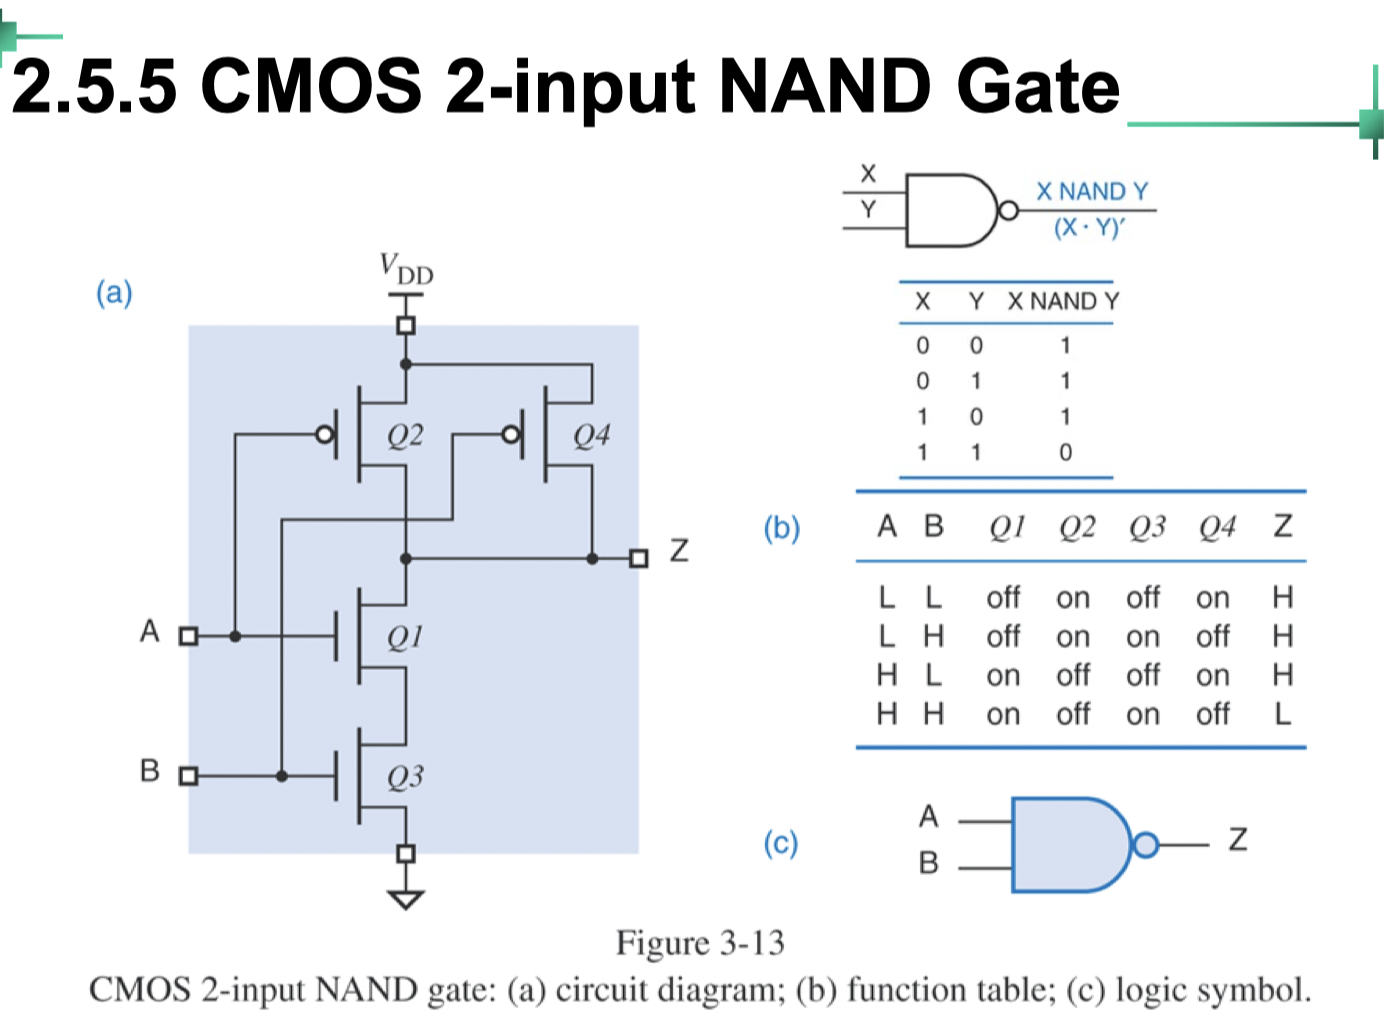 2.5.5 CMOS 2-input NAND Gate
X
Y
X NAND Y
(X · Y)′
X Y X NAND Y
0 0 1
0 1 1
1 0 1
1 1 0
(a)
VDD
Q2
Q4
Z
A
Q1
B
Q3
(b)
A B Q1 Q2 Q3 Q4 Z
L L off on off on H
L H off on on off H
H L on off off on H
H H on off on off L
(c)
A
B
Z
Figure 3-13
CMOS 2-input NAND gate: (a) circuit diagram; (b) function table; (c) logic symbol.